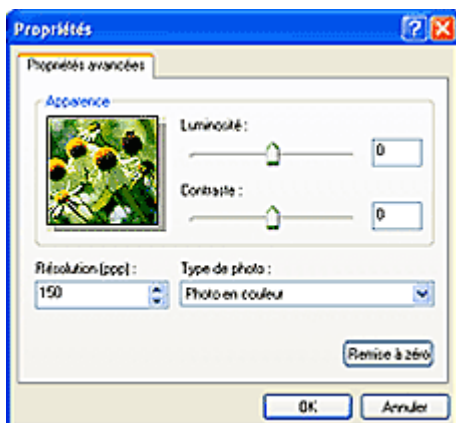 Propriétés
Propriétés avancées
Apparence
Luminosité :
0
Contraste :
0
Résolution (ppp) :
Type de photo :
150
Photo en couleur
Remise à zéro
OK
Annuler